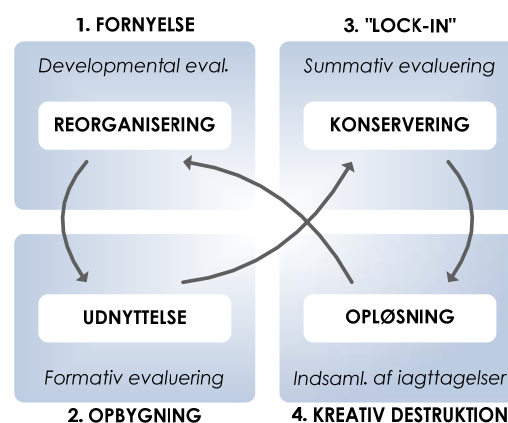 1. FORNYELSE
Developmental eval.
REORGANISERING
UDNYTTELSE
Formativ evaluering
2. OPBYGNING
3. "LOCK-IN"
Summativ evaluering
KONSERVERING
OPLØSNING
Indsaml. af iagttagelser
4. KREATIV DESTRUKTION